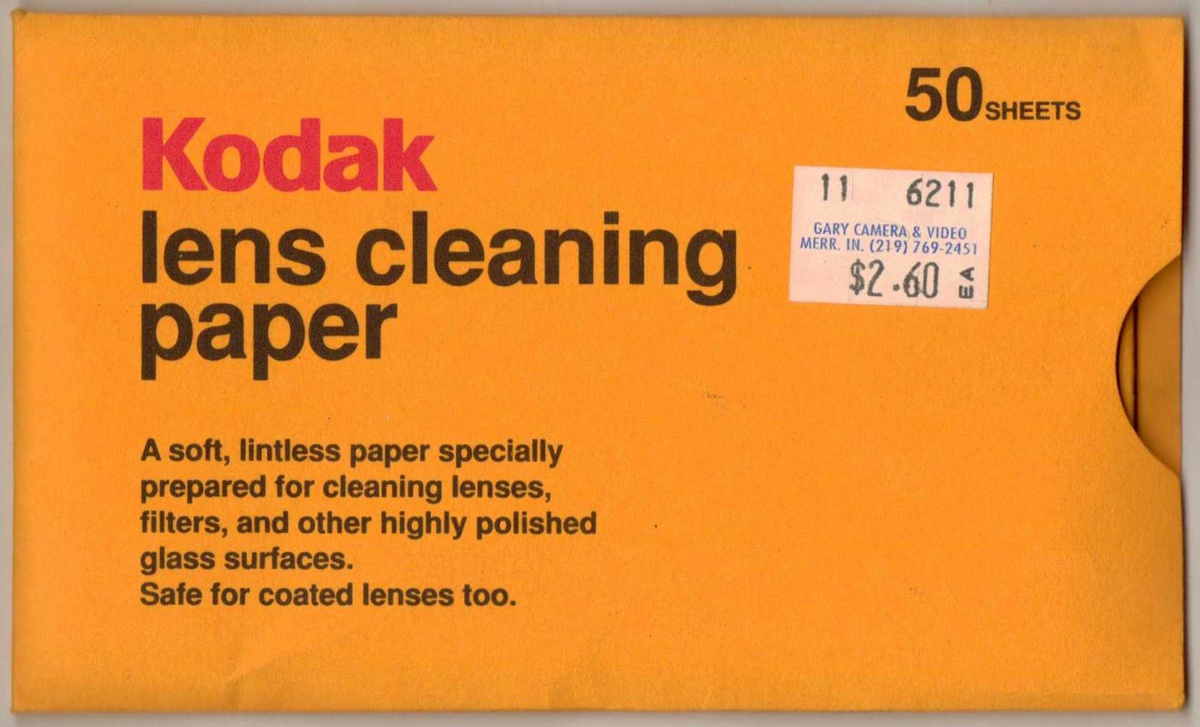 50 SHEETS
Kodak
lens cleaning
paper
11 6211
GARY CAMERA & VIDEO
MERR. IN. (219) 769-2451
$2.60 EA
A soft, lintless paper specially
prepared for cleaning lenses,
filters, and other highly polished
glass surfaces.
Safe for coated lenses too.